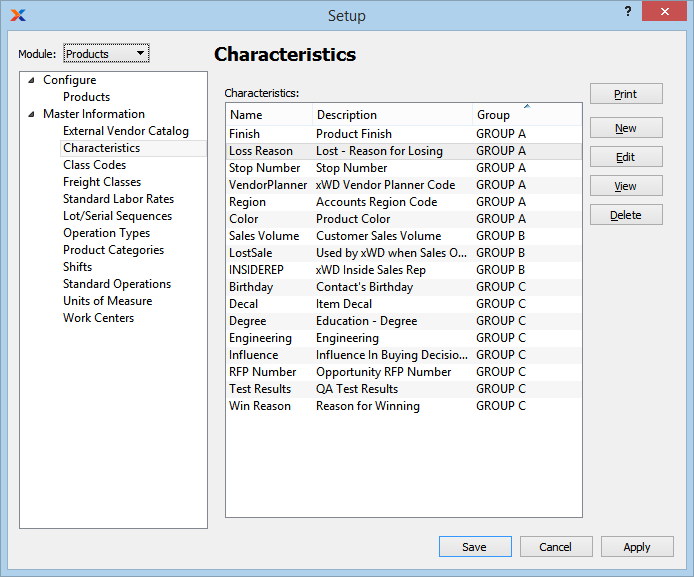 Setup
?
Module: Products
Characteristics
Configure
Products
Master Information
External Vendor Catalog
Characteristics
Class Codes
Freight Classes
Standard Labor Rates
Lot/Serial Sequences
Operation Types
Product Categories
Shifts
Standard Operations
Units of Measure
Work Centers
Characteristics:
Name Description Group
Finish Product Finish GROUP A
Loss Reason Lost - Reason for Losing GROUP A
Stop Number Stop Number GROUP A
VendorPlanner xWD Vendor Planner Code GROUP A
Region Accounts Region Code GROUP A
Color Product Color GROUP A
Sales Volume Customer Sales Volume GROUP B
LostSale Used by xWD when Sales O... GROUP B
INSIDEREP xWD Inside Sales Rep GROUP B
Birthday Contact's Birthday GROUP C
Decal Item Decal GROUP C
Degree Education - Degree GROUP C
Engineering Engineering GROUP C
Influence Influence In Buying Decisio... GROUP C
RFP Number Opportunity RFP Number GROUP C
Test Results QA Test Results GROUP C
Win Reason Reason for Winning GROUP C
Print
New
Edit
View
Delete
Save Cancel Apply